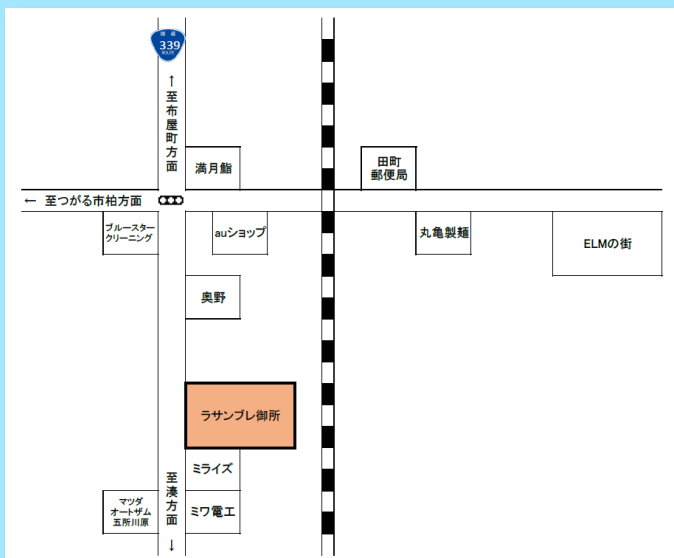 国道
339
ROUTE
↑
至布屋町方面
満月鮨
田町
郵便局
← 至つがる市柏方面
ブルースター
クリーニング
auショップ
丸亀製麺
ELMの街
奥野
ラサンブレ御所
ミライズ
至湊方面
↓
マツダ
オートザム
五所川原
ミワ電工